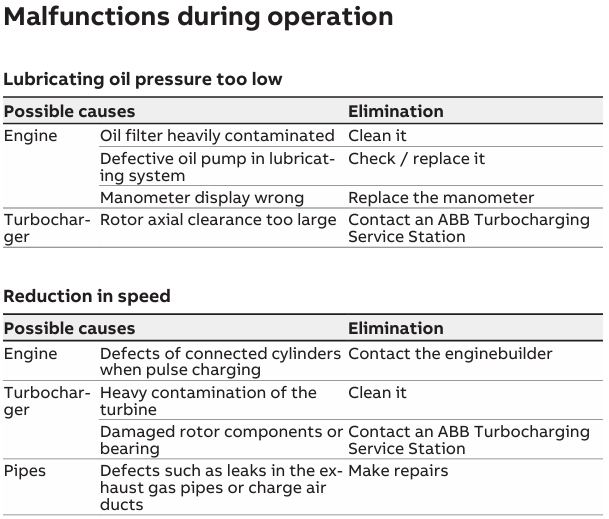 Malfunctions during operation
Lubricating oil pressure too low
Possible causes Elimination
Engine Oil filter heavily contaminated Clean it
Defective oil pump in lubricat- Check / replace it
ing system
Manometer display wrong Replace the manometer
Turbochar- Rotor axial clearance too large Contact an ABB Turbocharging
ger Service Station
Reduction in speed
Possible causes Elimination
Engine Defects of connected cylinders Contact the enginebuilder
when pulse charging
Turbochar- Heavy contamination of the Clean it
ger turbine
Damaged rotor components or Contact an ABB Turbocharging
bearing Service Station
Pipes Defects such as leaks in the ex- Make repairs
haust gas pipes or charge air
ducts